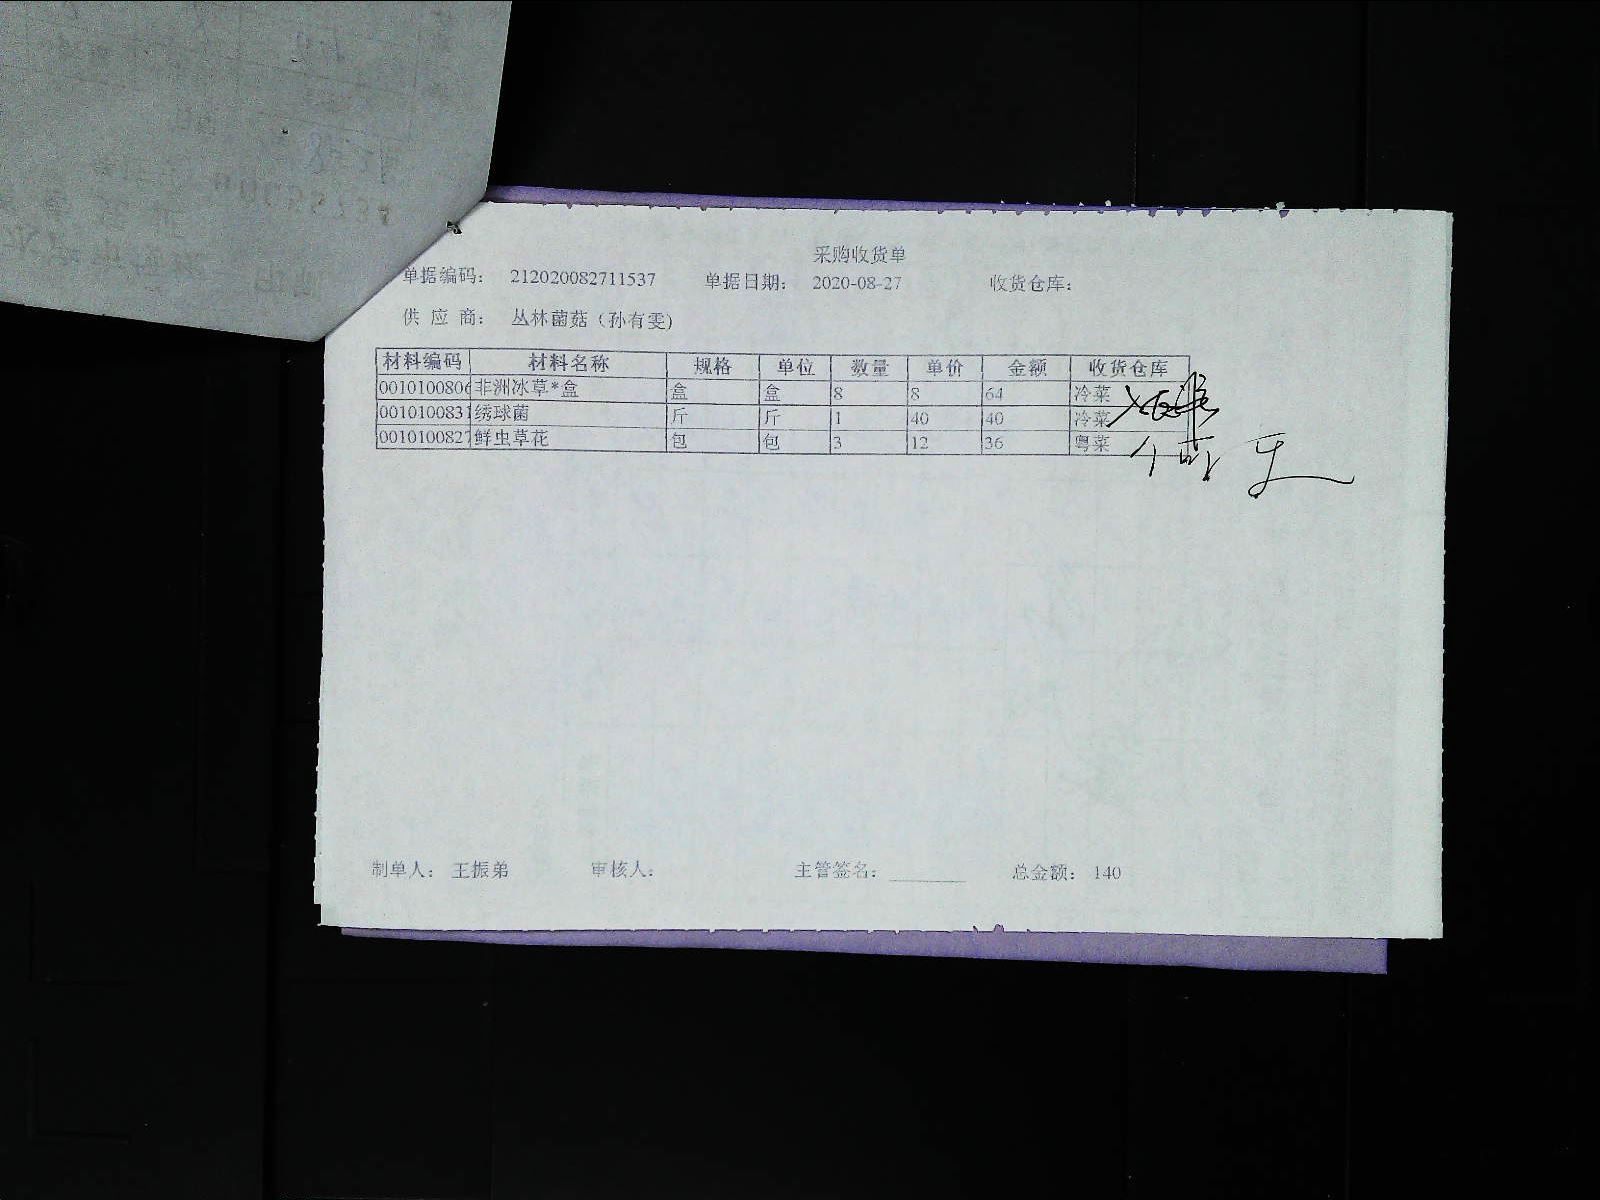 采购收货单
单据编码: 212020082711537 单据日期: 2020-08-27 收货仓库:
供 应 商: 丛林菌菇（孙有雯）
材料编码 材料名称 规格 单位 数量 单价 金额 收货仓库
0010100806 非洲冰草*盒 盒 盒 8 8 64 冷菜
0010100831 绣球菌 斤 斤 1 40 40 冷菜
0010100827 鲜虫草花 包 包 3 12 36 粤菜
制单人: 王振弟 审核人: 主管签名: ________ 总金额: 140